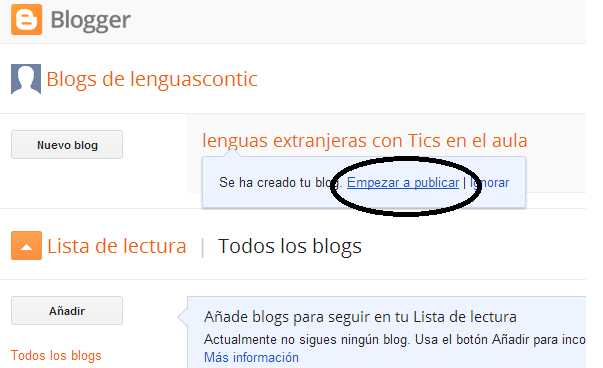 Blogger
Blogs de lenguascontic
Nuevo blog
lenguas extranjeras con Tics en el aula
Se ha creado tu blog. Empezar a publicar | Ignorar
Lista de lectura | Todos los blogs
Añadir
Añade blogs para seguir en tu Lista de lectura
Actualmente no sigues ningún blog. Usa el botón Añadir para inco
Todos los blogs
Más información